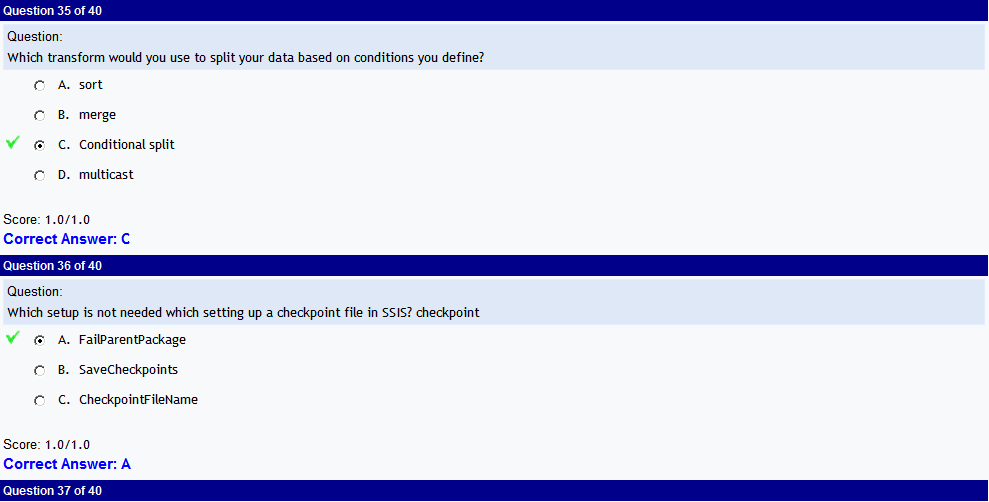 Question 35 of 40
Question:
Which transform would you use to split your data based on conditions you define?
A. sort
B. merge
C. Conditional split
D. multicast
Score: 1.0/1.0
Correct Answer: C
Question 36 of 40
Question:
Which setup is not needed which setting up a checkpoint file in SSIS? checkpoint
A. FailParentPackage
B. SaveCheckpoints
C. CheckpointFileName
Score: 1.0/1.0
Correct Answer: A
Question 37 of 40